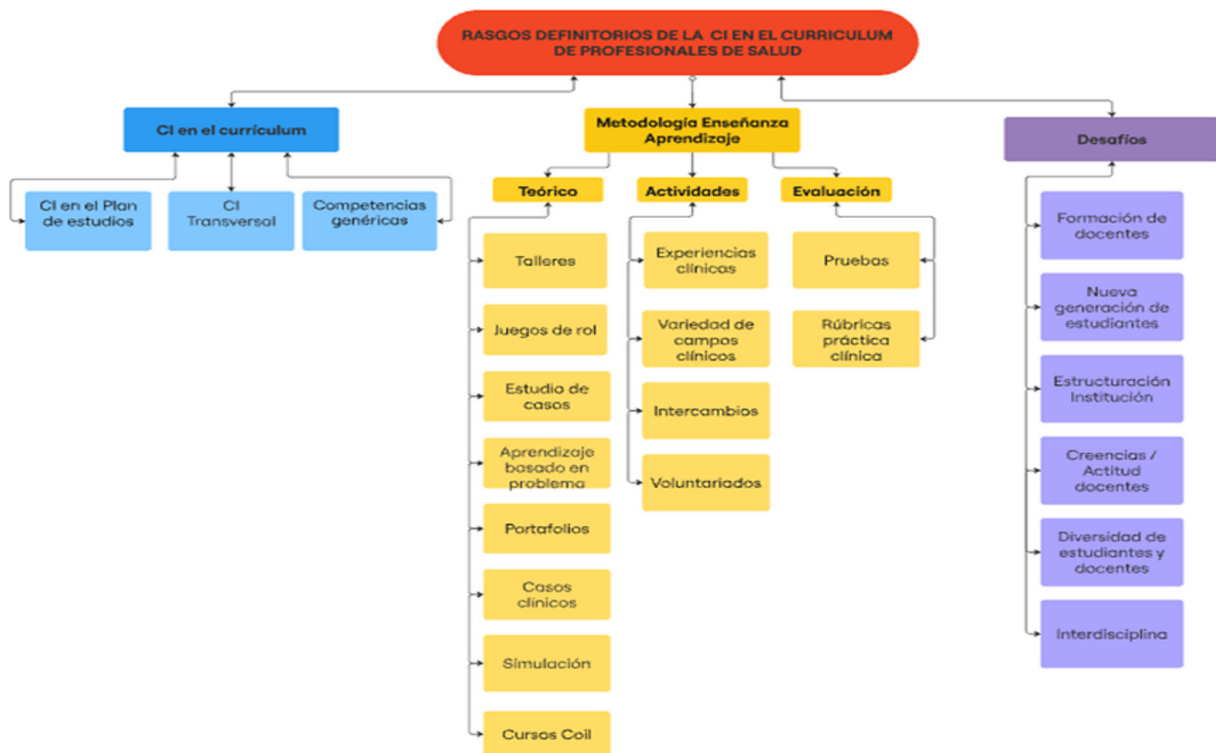 RASGOS DEFINITORIOS DE LA CI EN EL CURRICULUM
DE PROFESIONALES DE SALUD
CI en el currículum
CI en el Plan
de estudios
CI
Transversal
Competencias
genéricas
Metodología Enseñanza
Aprendizaje
Teórico
Talleres
Juegos de rol
Estudio de
casos
Aprendizaje
basado en
problema
Portafolios
Casos
clínicos
Simulación
Cursos Coil
Actividades
Experiencias
clínicas
Variedad de
campos
clínicos
Intercambios
Voluntariados
Evaluación
Pruebas
Rúbricas
práctica
clínica
Desafíos
Formación de
docentes
Nueva
generación de
estudiantes
Estructuración
Institución
Creencias /
Actitud
docentes
Diversidad de
estudiantes y
docentes
Interdisciplina